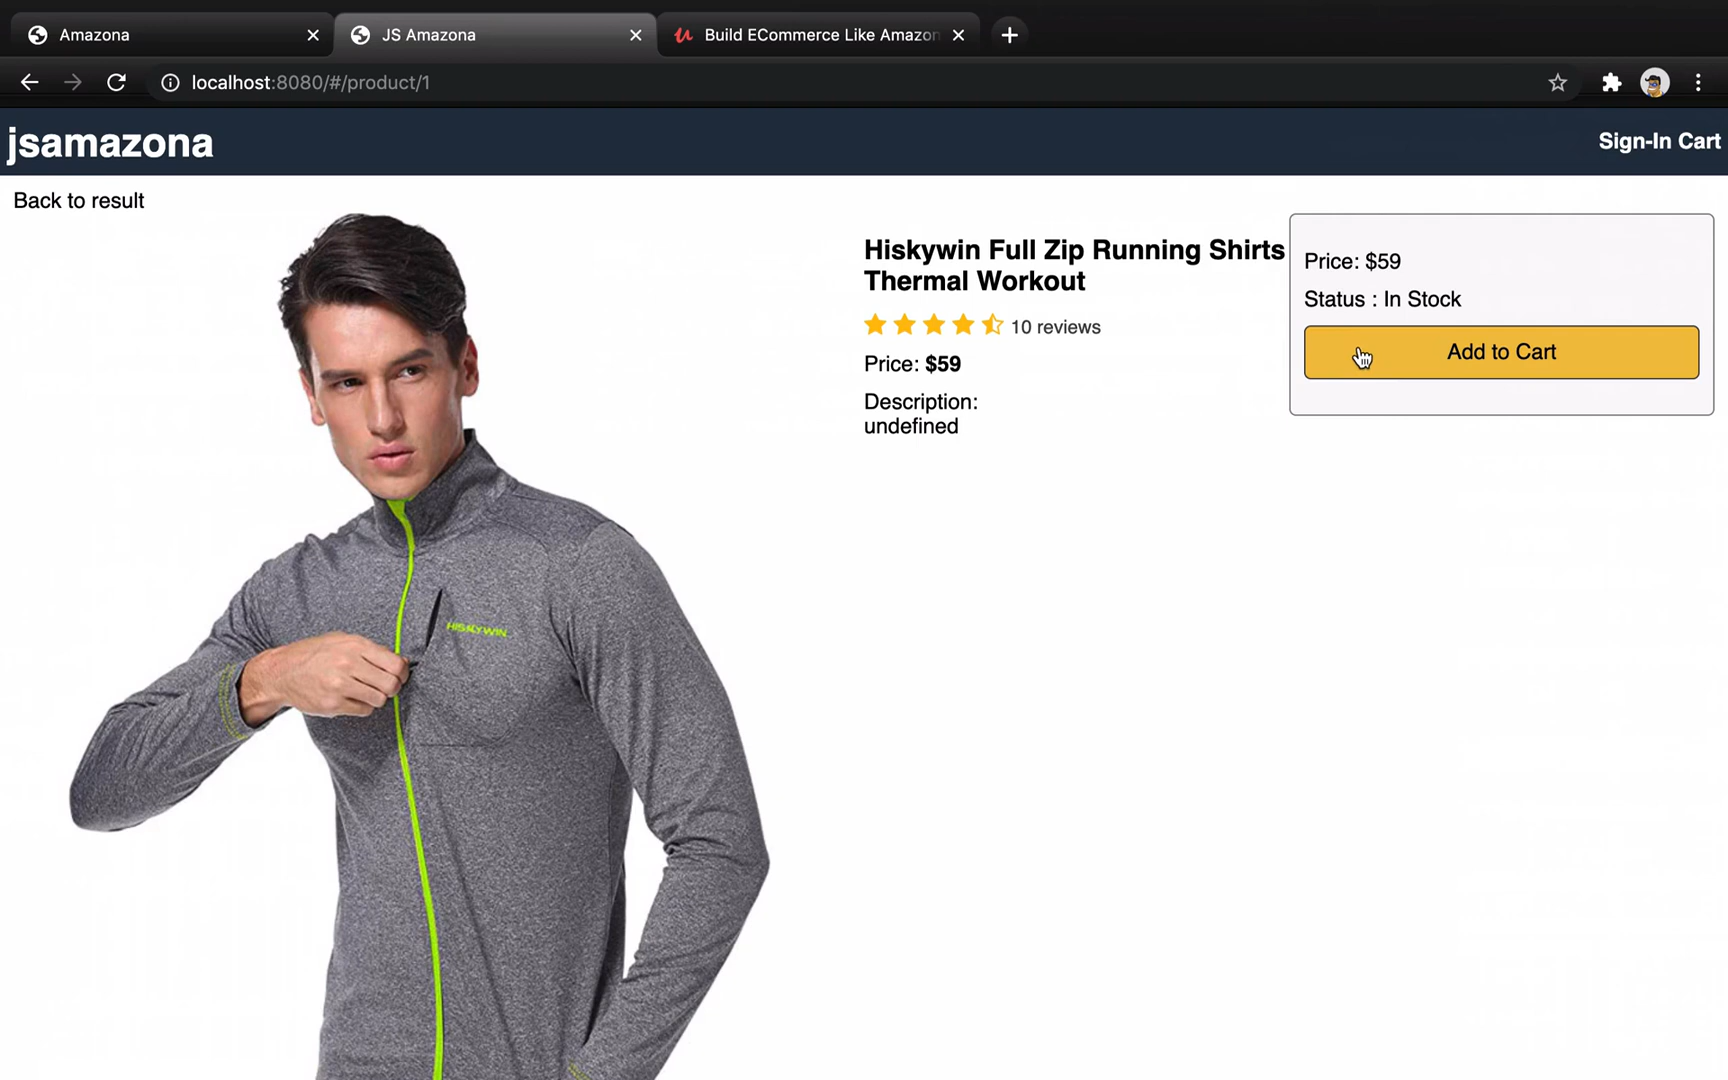 Amazona
JS Amazona
Build ECommerce Like Amazon
localhost:8080/#/product/1
jsamazona
Sign-In Cart
Back to result
Hiskywin Full Zip Running Shirts
Thermal Workout
10 reviews
Price: $59
Description:
undefined
Price: $59
Status : In Stock
Add to Cart
HISKYWIN